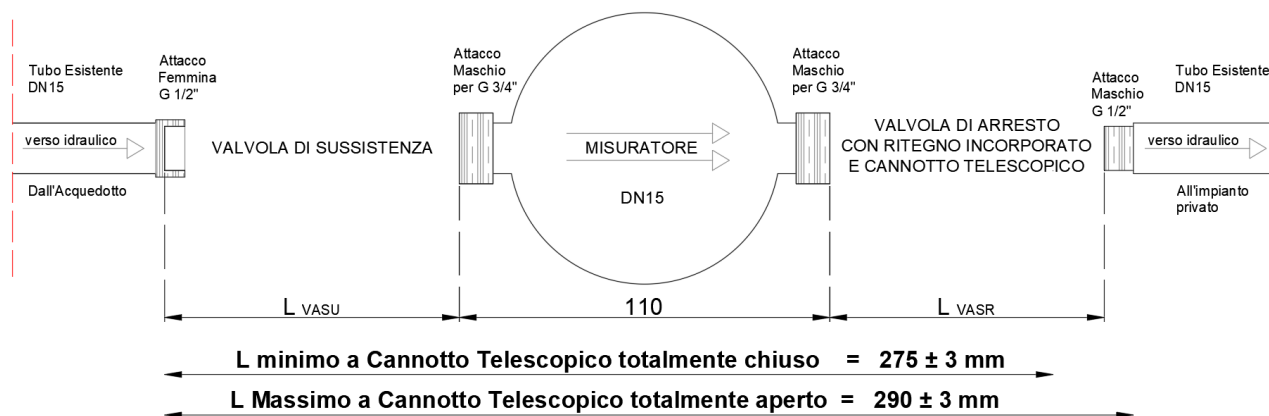 Tubo Esistente
DN15
verso idraulico
Dall'Acquedotto
Attacco
Femmina
G 1/2"
VALVOLA DI SUSSISTENZA
Attacco
Maschio
per G 3/4"
MISURATORE
DN15
Attacco
Maschio
per G 3/4"
VALVOLA DI ARRESTO
CON RITEGNO INCORPORATO
E CANNOTTO TELESCOPICO
Attacco
Maschio
G 1/2"
Tubo Esistente
DN15
verso idraulico
All'impianto
privato
L VASU
110
L VASR
L minimo a Cannotto Telescopico totalmente chiuso = 275 ± 3 mm
L Massimo a Cannotto Telescopico totalmente aperto = 290 ± 3 mm